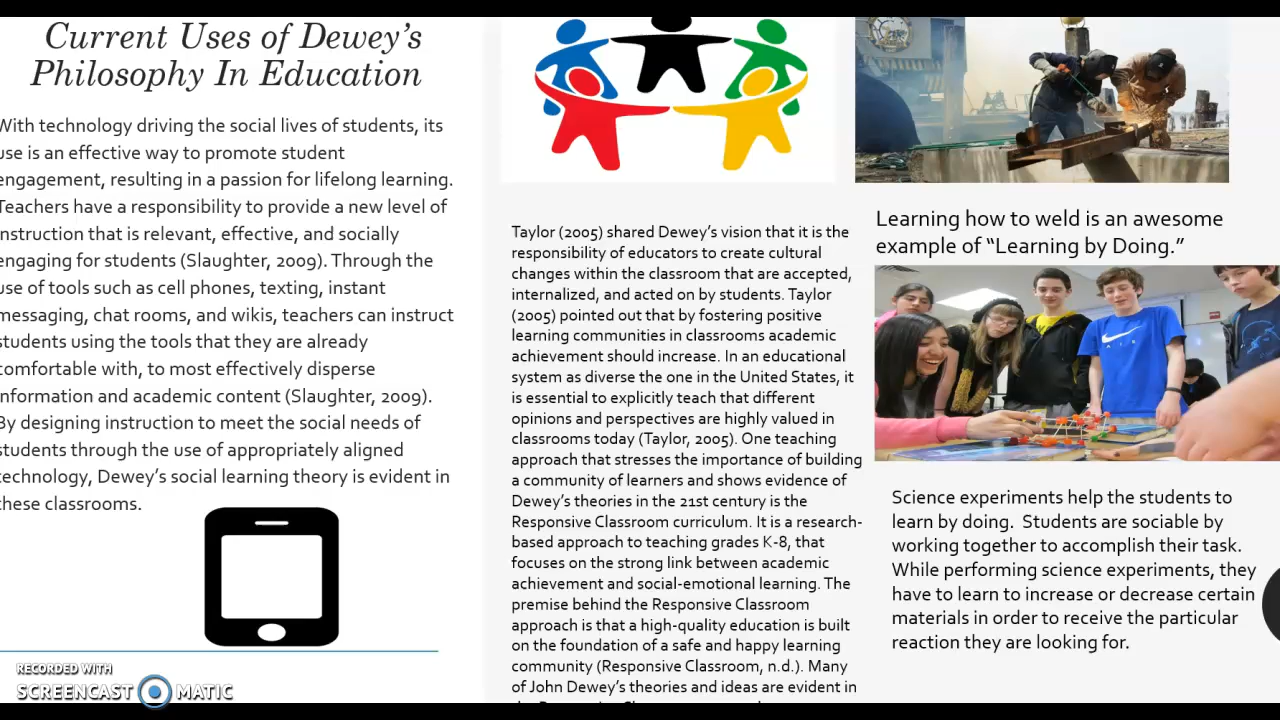 Current Uses of Dewey's
Philosophy In Education
With technology driving the social lives of students, its
use is an effective way to promote student
engagement, resulting in a passion for lifelong learning.
Teachers have a responsibility to provide a new level of
instruction that is relevant, effective, and socially
engaging for students (Slaughter, 2009). Through the
use of tools such as cell phones, texting, instant
messaging, chat rooms, and wikis, teachers can instruct
students using the tools that they are already
comfortable with, to most effectively disperse
information and academic content (Slaughter, 2009).
By designing instruction to meet the social needs of
students through the use of appropriately aligned
technology, Dewey's social learning theory is evident in
these classrooms.
Taylor (2005) shared Dewey's vision that it is the
responsibility of educators to create cultural
changes within the classroom that are accepted,
internalized, and acted on by students. Taylor
(2005) pointed out that by fostering positive
learning communities in classrooms academic
achievement should increase. In an educational
system as diverse the one in the United States, it
is essential to explicitly teach that different
opinions and perspectives are highly valued in
classrooms today (Taylor, 2005). One teaching
approach that stresses the importance of building
a community of learners and shows evidence of
Dewey's theories in the 21st century is the
Responsive Classroom curriculum. It is a research-
based approach to teaching grades K-8, that
focuses on the strong link between academic
achievement and social-emotional learning. The
premise behind the Responsive Classroom
approach is that a high-quality education is built
on the foundation of a safe and happy learning
community (Responsive Classroom, n.d.). Many
of John Dewey's theories and ideas are evident in
Learning how to weld is an awesome
example of "Learning by Doing."
AIR
Science experiments help the students to
learn by doing.  Students are sociable by
working together to accomplish their task.
While performing science experiments, they
have to learn to increase or decrease certain
materials in order to receive the particular
reaction they are looking for.
RECORDED WITH
SCREENCAST MATIC